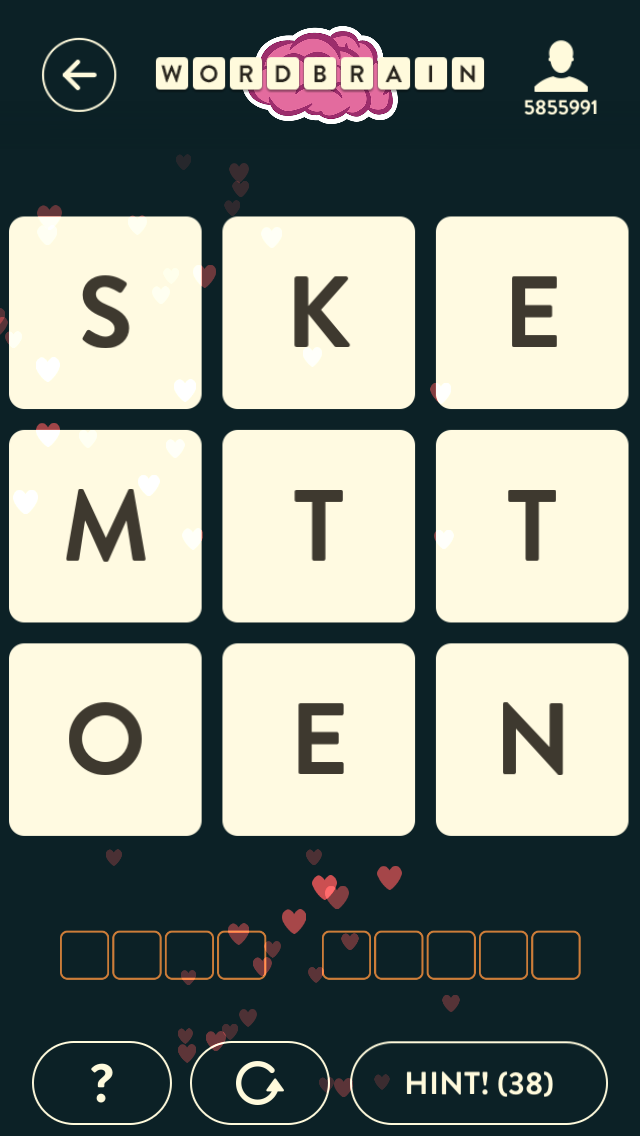 WORDBRAIN
5855991
S K E
M T T
O E N
? HINT! (38)